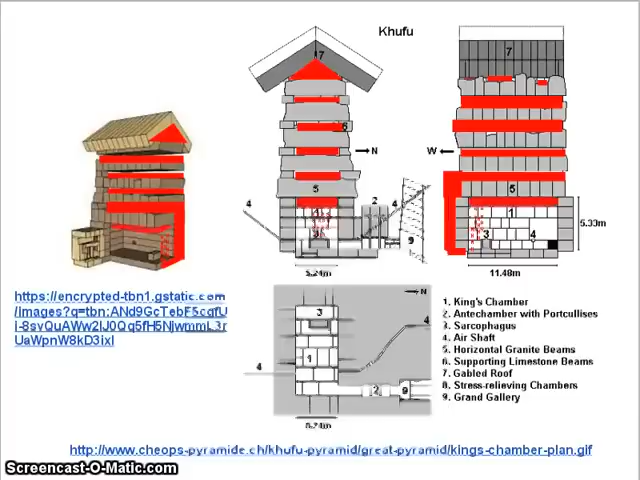 Khufu
7
7
6
N
W
5
5
4
2
4
1
1
3
3
4
9
5.33m
5.24m
11.48m
https://encrypted-tbn1.gstatic.com
/images?q=tbn:ANd9GcTebF5cqfU
i-8svQuAWw2IJ0Qq5fH5NjwmmL3r
UaWpnW8kD3ixI
N
3
4
1
2
9
5.24m
1. King's Chamber
2. Antechamber with Portcullises
3. Sarcophagus
4. Air Shaft
5. Horizontal Granite Beams
6. Supporting Limestone Beams
7. Gabled Roof
8. Stress-relieving Chambers
9. Grand Gallery
http://www.cheops-pyramide.ch/khufu-pyramid/great-pyramid/kings-chamber-plan.gif
Screencast-O-Matic.com